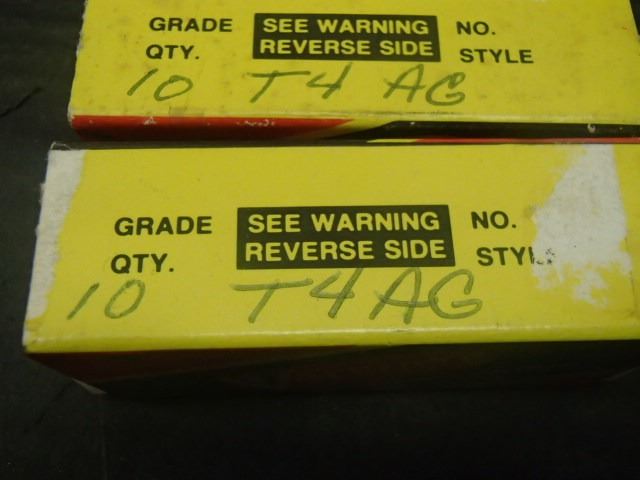 GRADE SEE WARNING NO.
QTY. REVERSE SIDE STYLE
10 T4 AG
GRADE SEE WARNING NO.
QTY. REVERSE SIDE STYLE
10 T4 AG